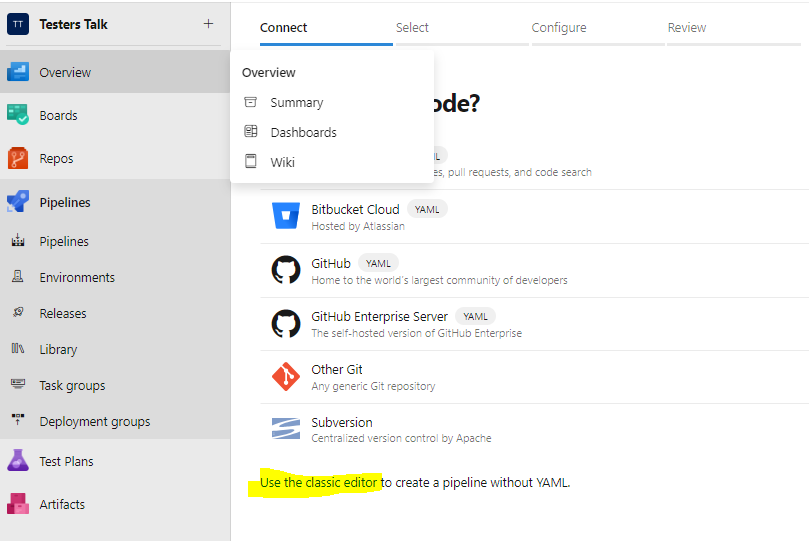 TT Testers Talk +
Overview
Boards
Repos
Pipelines
Pipelines
Environments
Releases
Library
Task groups
Deployment groups
Test Plans
Artifacts
Connect Select Configure Review
Overview
Summary
Dashboards
Wiki
ode?
es, pull requests, and code search
Bitbucket Cloud YAML
Hosted by Atlassian
GitHub YAML
Home to the world's largest community of developers
GitHub Enterprise Server YAML
The self-hosted version of GitHub Enterprise
Other Git
Any generic Git repository
Subversion
Centralized version control by Apache
Use the classic editor to create a pipeline without YAML.